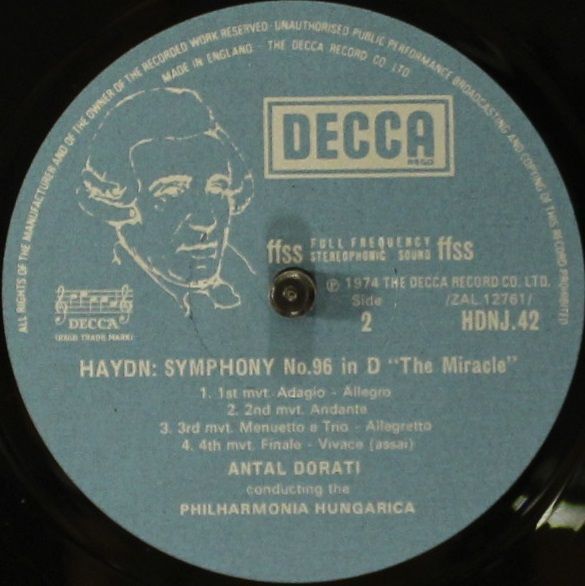 ALL RIGHTS OF THE MANUFACTURER AND OF THE OWNER OF THE RECORDED WORK RESERVED · UNAUTHORISED PUBLIC PERFORMANCE BROADCASTING AND COPYING OF THIS RECORD PROHIBITED
MADE IN ENGLAND · THE DECCA RECORD CO. LTD
DECCA
REGD
ffss FULL FREQUENCY STEREOPHONIC SOUND ffss
℗ 1974 THE DECCA RECORD CO. LTD.
Side /ZAL 12761/
2 HDNJ.42
DECCA
(REGD TRADE MARK)
HAYDN: SYMPHONY No.96 in D "The Miracle"
1. 1st mvt. Adagio - Allegro
2. 2nd mvt. Andante
3. 3rd mvt. Menuetto e Trio - Allegretto
4. 4th mvt. Finale - Vivace (assai)
ANTAL DORATI
conducting the
PHILHARMONIA HUNGARICA